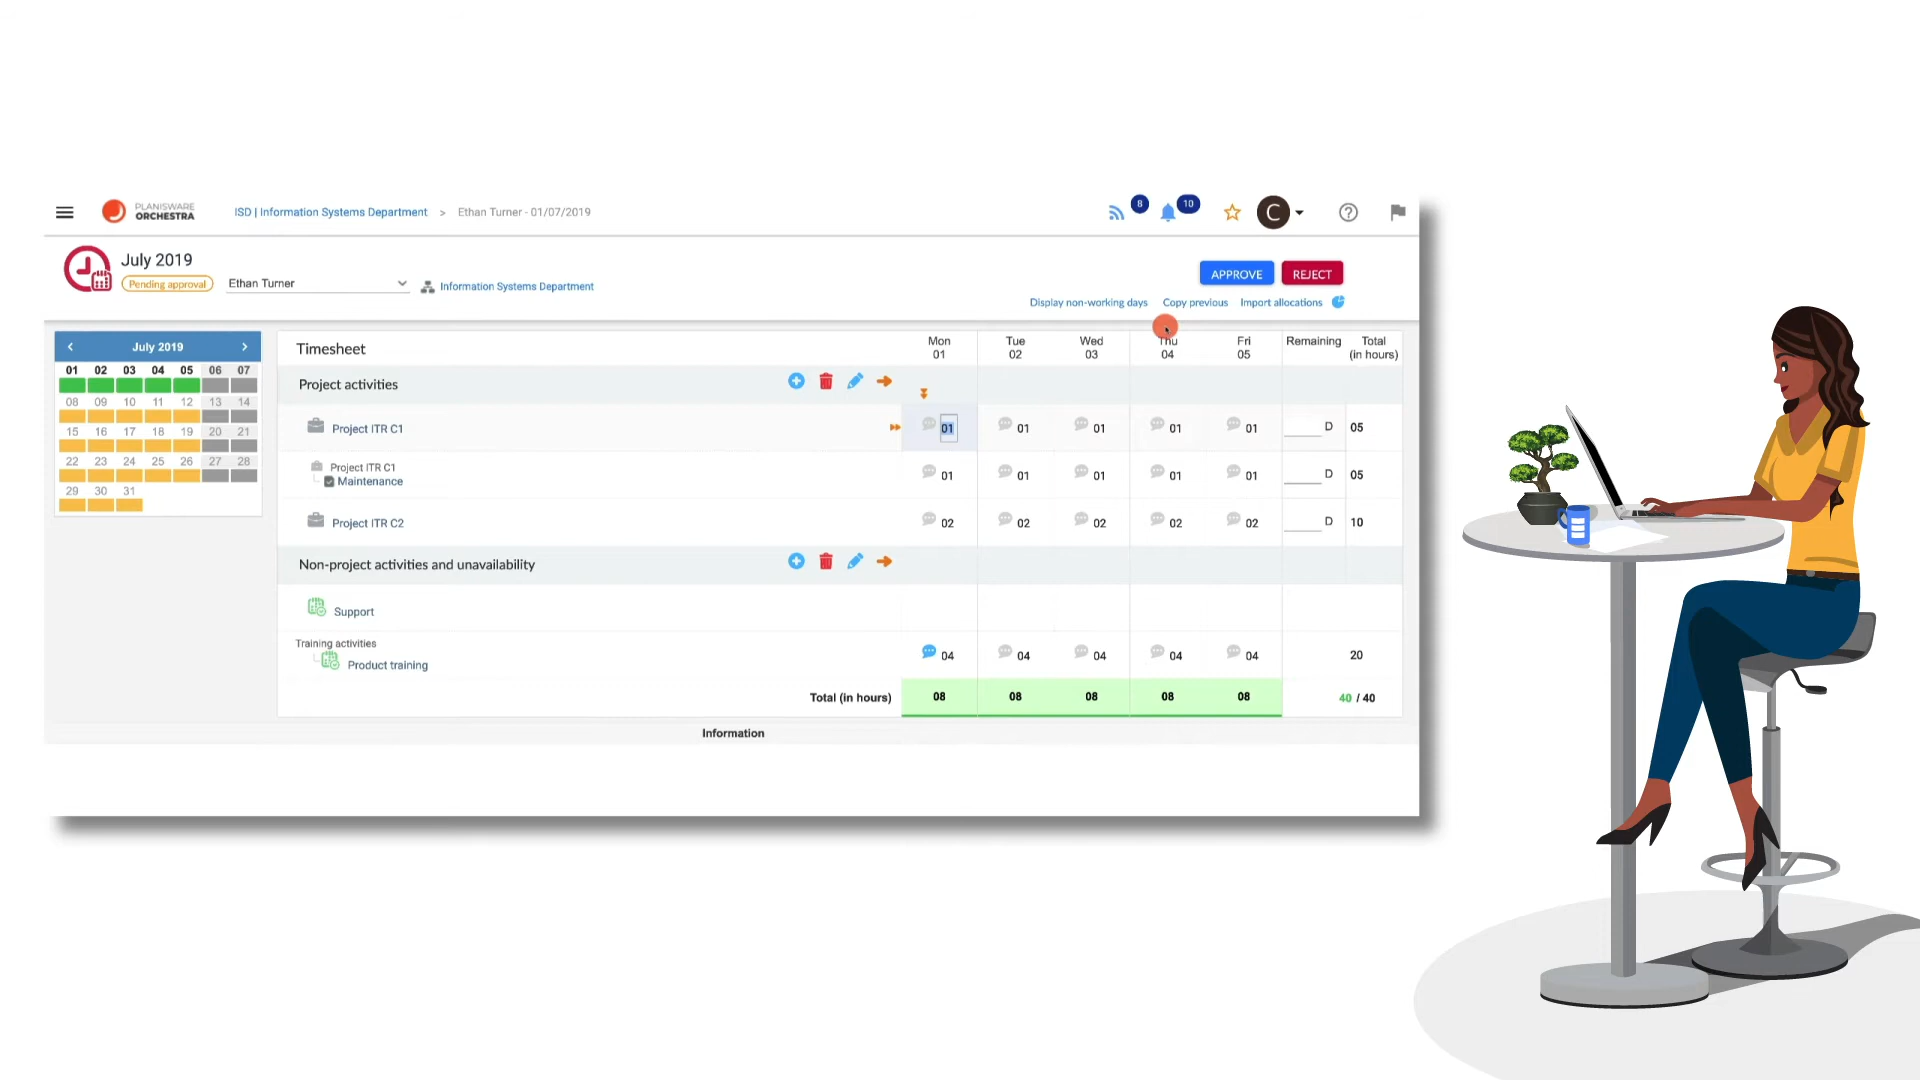 PLANISWARE
ORCHESTRA
ISD | Information Systems Department > Ethan Turner - 01/07/2019
8
10
C
July 2019
Pending approval
Ethan Turner
Information Systems Department
APPROVE
REJECT
Display non-working days
Copy previous
Import allocations
< July 2019 >
01 02 03 04 05 06 07
08 09 10 11 12 13 14
15 16 17 18 19 20 21
22 23 24 25 26 27 28
29 30 31
Timesheet
Mon 01
Tue 02
Wed 03
Thu 04
Fri 05
Remaining
Total (in hours)
Project activities
Project ITR C1 01 01 01 01 01 D 05
Project ITR C1
Maintenance 01 01 01 01 01 D 05
Project ITR C2 02 02 02 02 02 D 10
Non-project activities and unavailability
Support
Training activities
Product training 04 04 04 04 04 20
Total (in hours) 08 08 08 08 08 40 / 40
Information